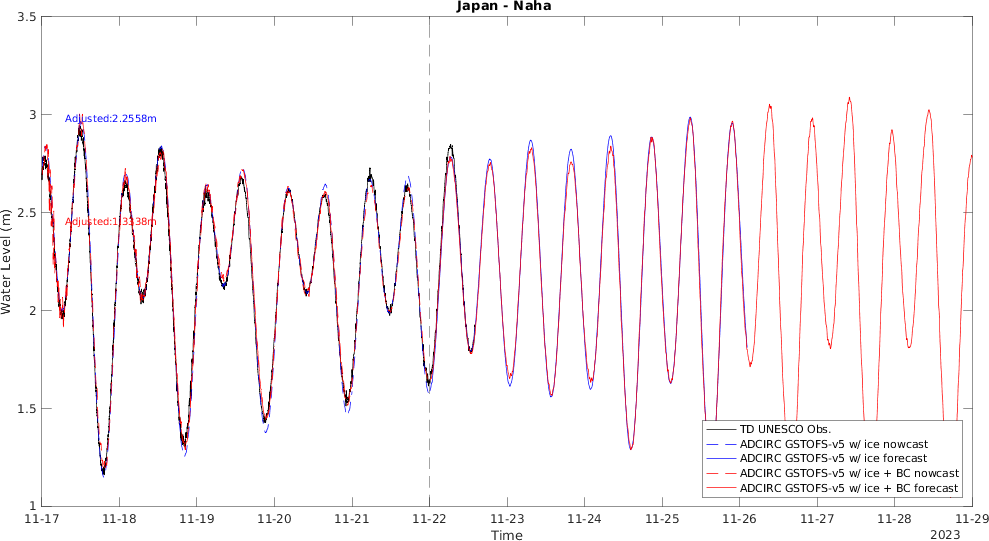 Japan - Naha
3.5
3
2.5
2
1.5
1
Water Level (m)
Adjusted:2.2558m
Adjusted:1.3338m
TD UNESCO Obs.
ADCIRC GSTOFS-v5 w/ ice nowcast
ADCIRC GSTOFS-v5 w/ ice forecast
ADCIRC GSTOFS-v5 w/ ice + BC nowcast
ADCIRC GSTOFS-v5 w/ ice + BC forecast
11-17 11-18 11-19 11-20 11-21 11-22 11-23 11-24 11-25 11-26 11-27 11-28 11-29
Time
2023